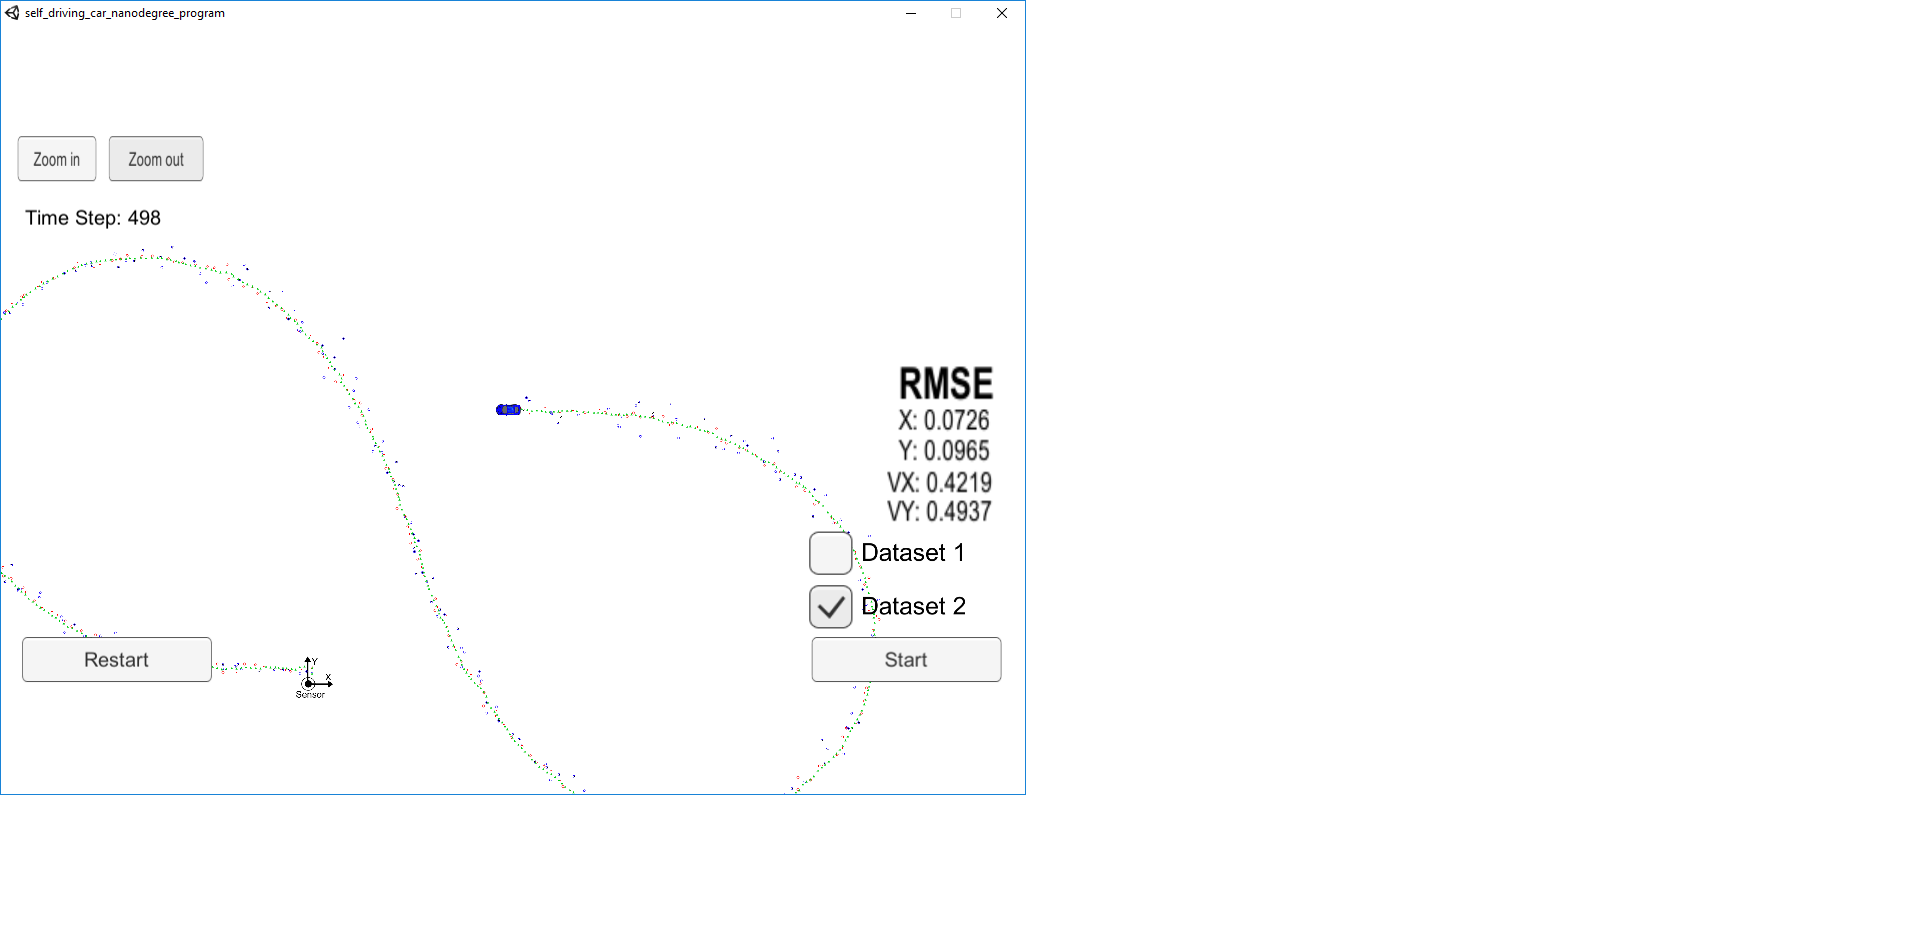 self_driving_car_nanodegree_program
Zoom in
Zoom out
Time Step: 498
RMSE
X: 0.0726
Y: 0.0965
VX: 0.4219
VY: 0.4937
Dataset 1
Dataset 2
Restart
Y
X
Sensor
Start